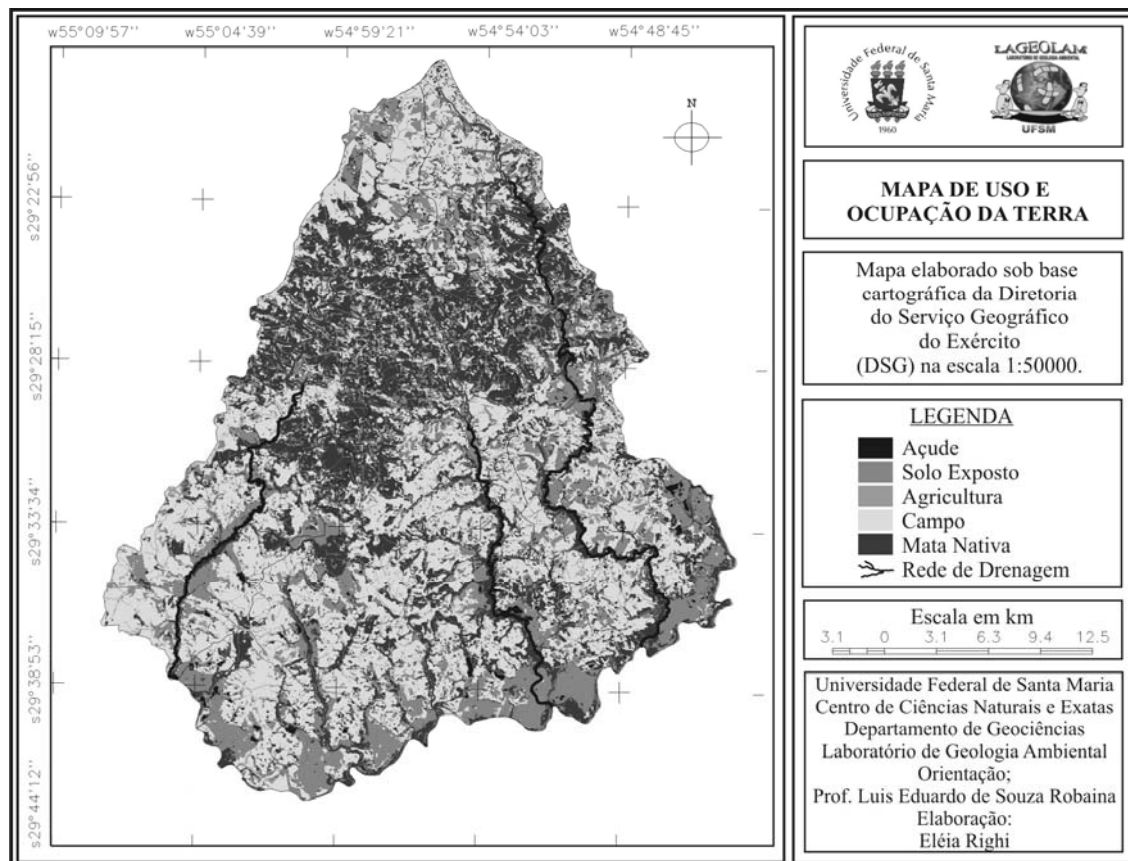 w55°09'57'' w55°04'39'' w54°59'21'' w54°54'03'' w54°48'45''
s29°22'56''
s29°28'15''
s29°33'34''
s29°38'53''
s29°44'12''
N
Universidade Federal de Santa Maria
1960
LAGEOLAM
LABORATÓRIO DE GEOLOGIA AMBIENTAL
UFSM
MAPA DE USO E
OCUPAÇÃO DA TERRA
Mapa elaborado sob base
cartográfica da Diretoria
do Serviço Geográfico
do Exército
(DSG) na escala 1:50000.
LEGENDA
Açude
Solo Exposto
Agricultura
Campo
Mata Nativa
Rede de Drenagem
Escala em km
3.1 0 3.1 6.3 9.4 12.5
Universidade Federal de Santa Maria
Centro de Ciências Naturais e Exatas
Departamento de Geociências
Laboratório de Geologia Ambiental
Orientação;
Prof. Luis Eduardo de Souza Robaina
Elaboração:
Eléia Righi